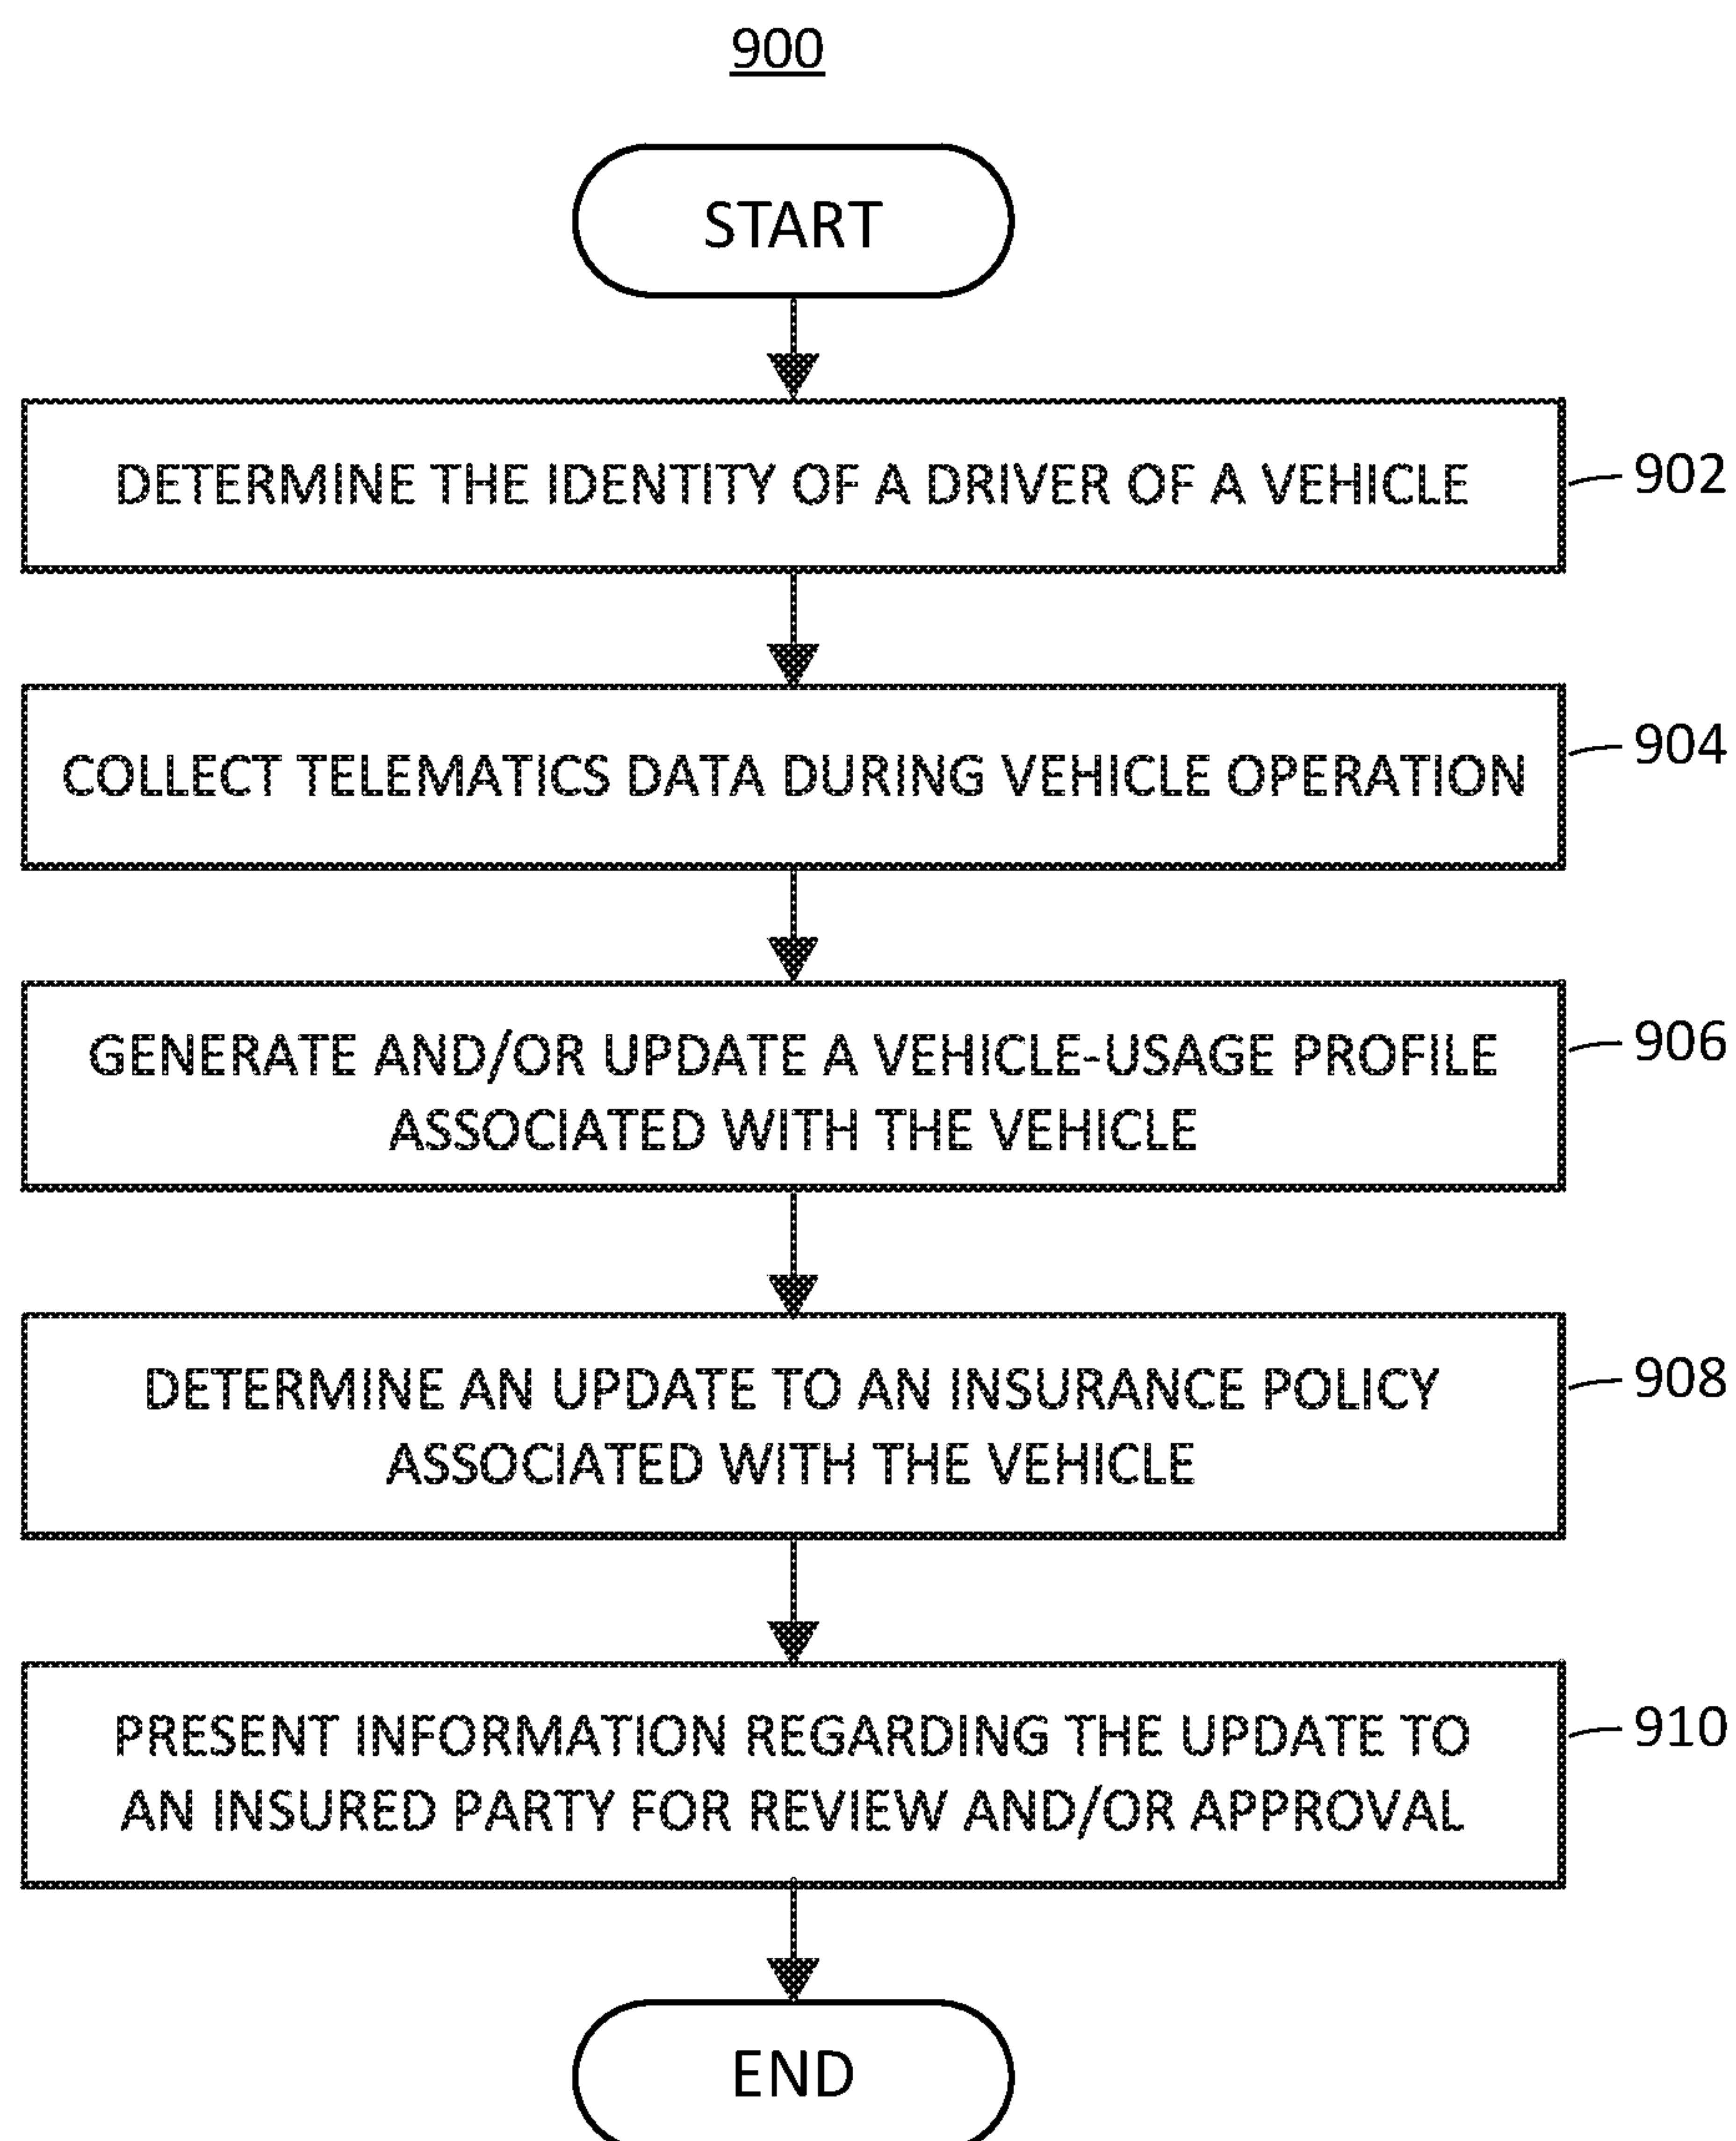 900
START
DETERMINE THE IDENTITY OF A DRIVER OF A VEHICLE
902
COLLECT TELEMATICS DATA DURING VEHICLE OPERATION
904
GENERATE AND/OR UPDATE A VEHICLE-USAGE PROFILE
ASSOCIATED WITH THE VEHICLE
906
DETERMINE AN UPDATE TO AN INSURANCE POLICY
ASSOCIATED WITH THE VEHICLE
908
PRESENT INFORMATION REGARDING THE UPDATE TO
AN INSURED PARTY FOR REVIEW AND/OR APPROVAL
910
END